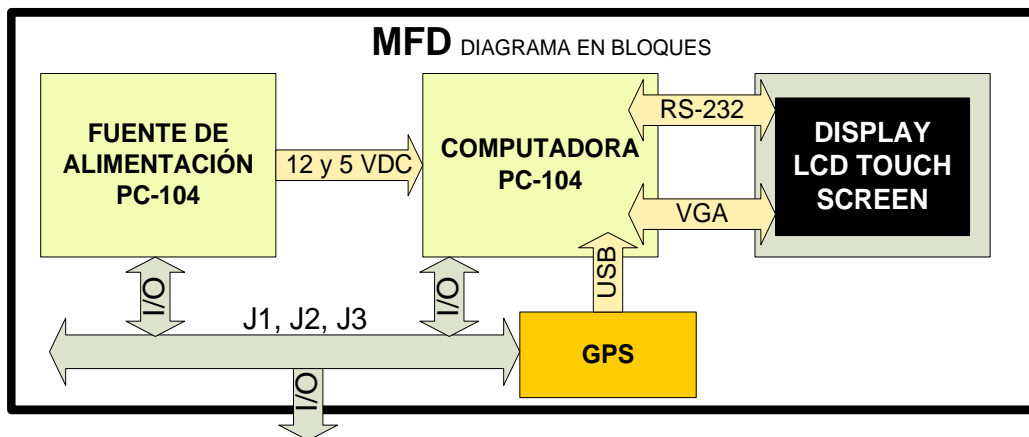 MFD DIAGRAMA EN BLOQUES
FUENTE DE
ALIMENTACIÓN
PC-104
12 y 5 VDC
COMPUTADORA
PC-104
RS-232
VGA
DISPLAY
LCD TOUCH
SCREEN
I/O
I/O
USB
J1, J2, J3
GPS
I/O